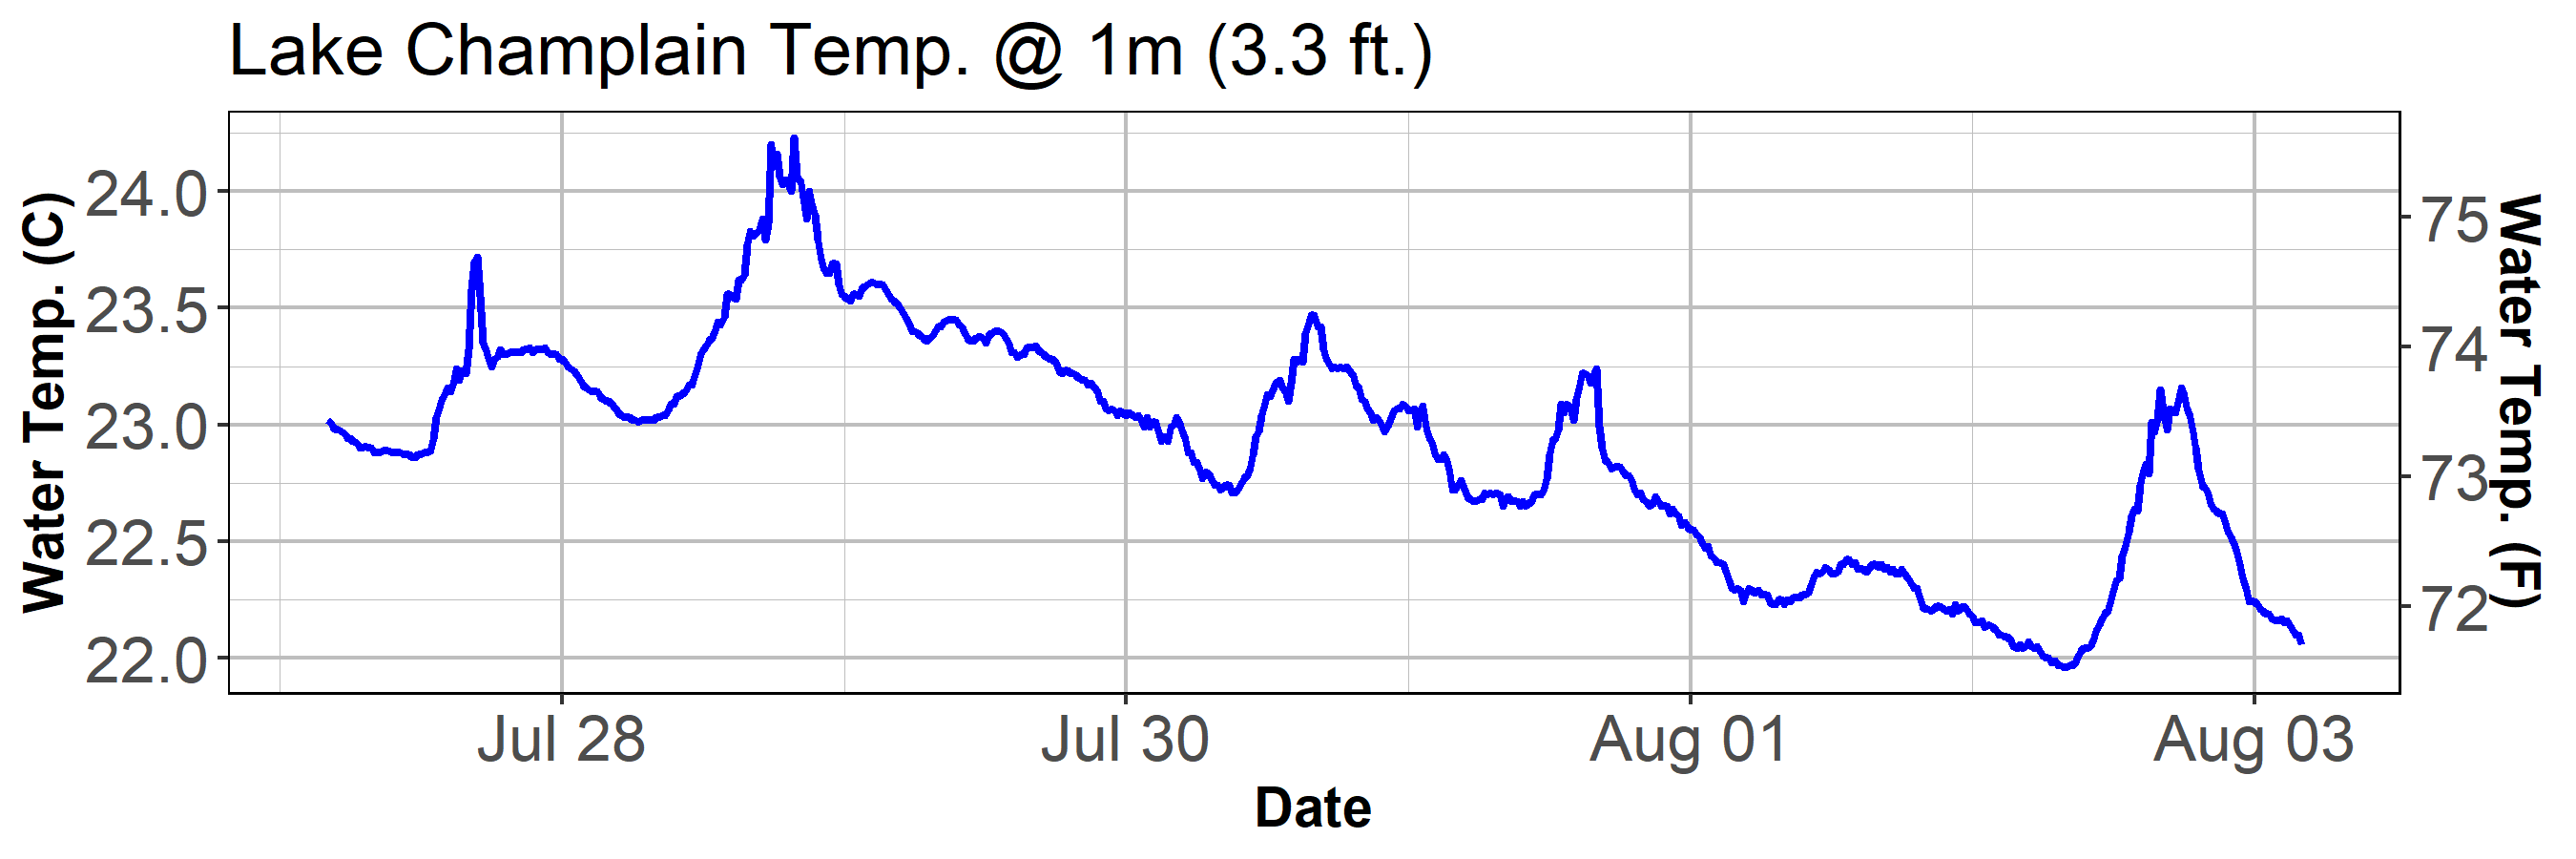 Lake Champlain Temp. @ 1m (3.3 ft.)
Water Temp. (C)
24.0
23.5
23.0
22.5
22.0
75
74
73
72
Water Temp. (F)
Jul 28 Jul 30 Aug 01 Aug 03
Date